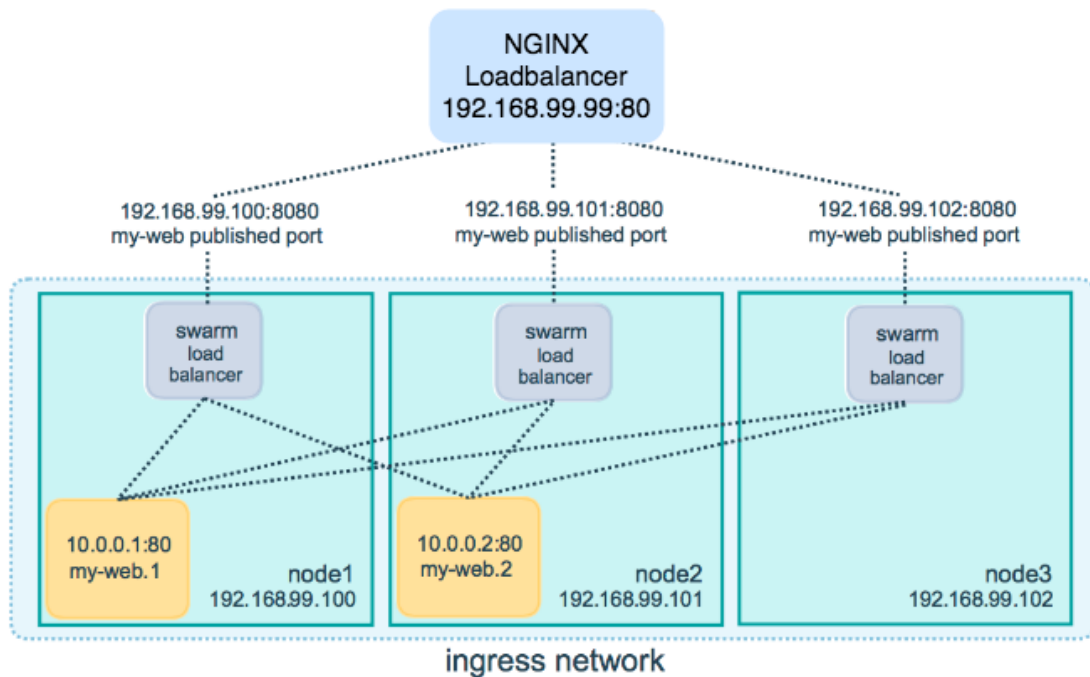 NGINX
Loadbalancer
192.168.99.99:80
192.168.99.100:8080
my-web published port
192.168.99.101:8080
my-web published port
192.168.99.102:8080
my-web published port
swarm
load
balancer
swarm
load
balancer
swarm
load
balancer
10.0.0.1:80
my-web.1
node1
192.168.99.100
10.0.0.2:80
my-web.2
node2
192.168.99.101
node3
192.168.99.102
ingress network